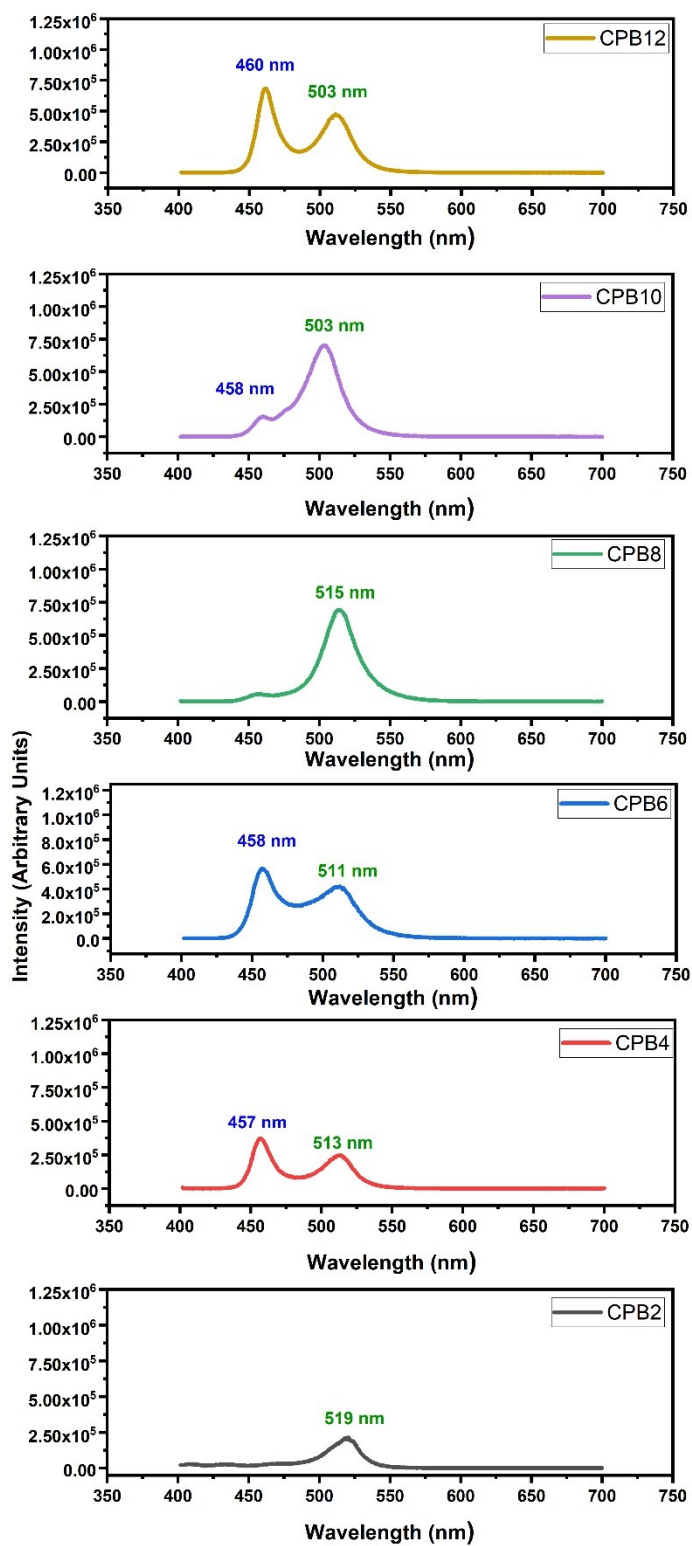 CPB12
460 nm
503 nm
1.25x10⁶
1.00x10⁶
7.50x10⁵
5.00x10⁵
2.50x10⁵
0.00
350 400 450 500 550 600 650 700 750
Wavelength (nm)
CPB10
503 nm
458 nm
1.25x10⁶
1.00x10⁶
7.50x10⁵
5.00x10⁵
2.50x10⁵
0.00
350 400 450 500 550 600 650 700 750
Wavelength (nm)
CPB8
515 nm
1.25x10⁶
1.00x10⁶
7.50x10⁵
5.00x10⁵
2.50x10⁵
0.00
350 400 450 500 550 600 650 700 750
Wavelength (nm)
Intensity (Arbitrary Units)
CPB6
458 nm
511 nm
1.2x10⁶
1.0x10⁶
8.0x10⁵
6.0x10⁵
4.0x10⁵
2.0x10⁵
0.0
350 400 450 500 550 600 650 700 750
Wavelength (nm)
CPB4
457 nm
513 nm
1.25x10⁶
1.00x10⁶
7.50x10⁵
5.00x10⁵
2.50x10⁵
0.00
350 400 450 500 550 600 650 700 750
Wavelength (nm)
CPB2
519 nm
1.25x10⁶
1.00x10⁶
7.50x10⁵
5.00x10⁵
2.50x10⁵
0.00
350 400 450 500 550 600 650 700 750
Wavelength (nm)